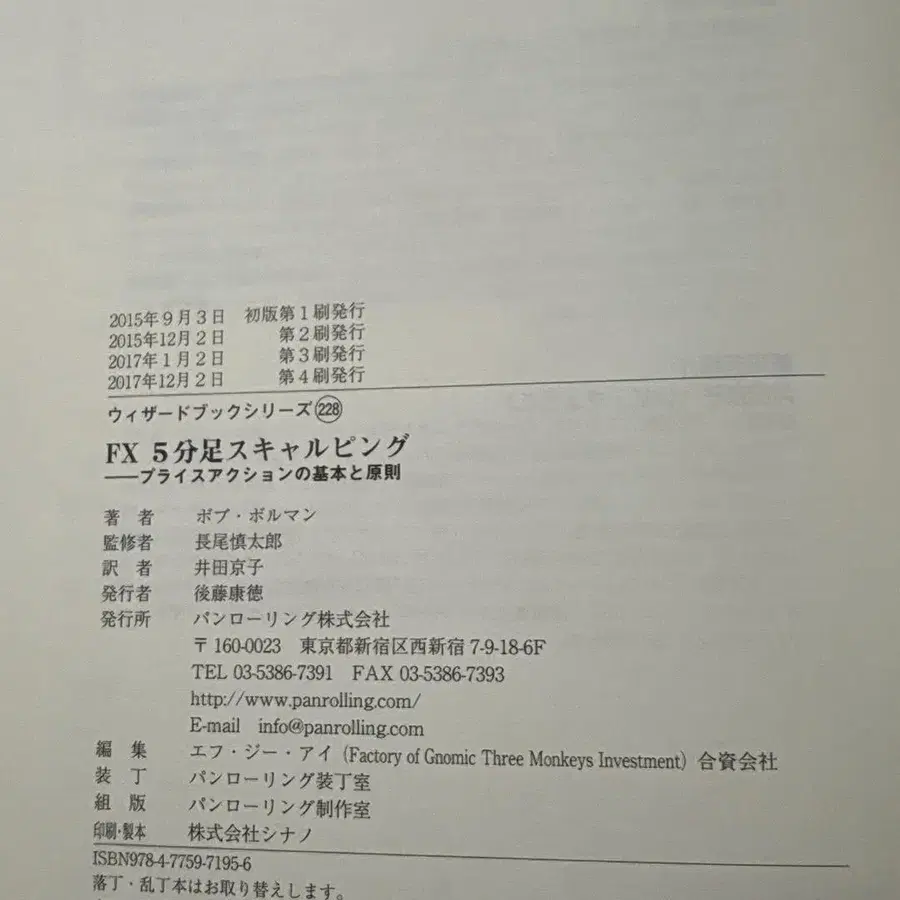 2015年9月3日 初版第1刷発行
2015年12月2日 第2刷発行
2017年1月2日 第3刷発行
2017年12月2日 第4刷発行
ウィザードブックシリーズ㉘
FX 5分足スキャルピング
——プライスアクションの基本と原則
著 者 ボブ・ボルマン
監修者 長尾慎太郎
訳 者 井田京子
発行者 後藤康徳
発行所 パンローリング株式会社
〒160-0023 東京都新宿区西新宿7-9-18-6F
TEL 03-5386-7391 FAX 03-5386-7393
http://www.panrolling.com/
E-mail info@panrolling.com
編 集 エフ・ジー・アイ(Factory of Gnomic Three Monkeys Investment)合資会社
装 丁 パンローリング装丁室
組 版 パンローリング制作室
印刷・製本 株式会社シナノ
ISBN978-4-7759-7195-6
落丁・乱丁本はお取り替えします。